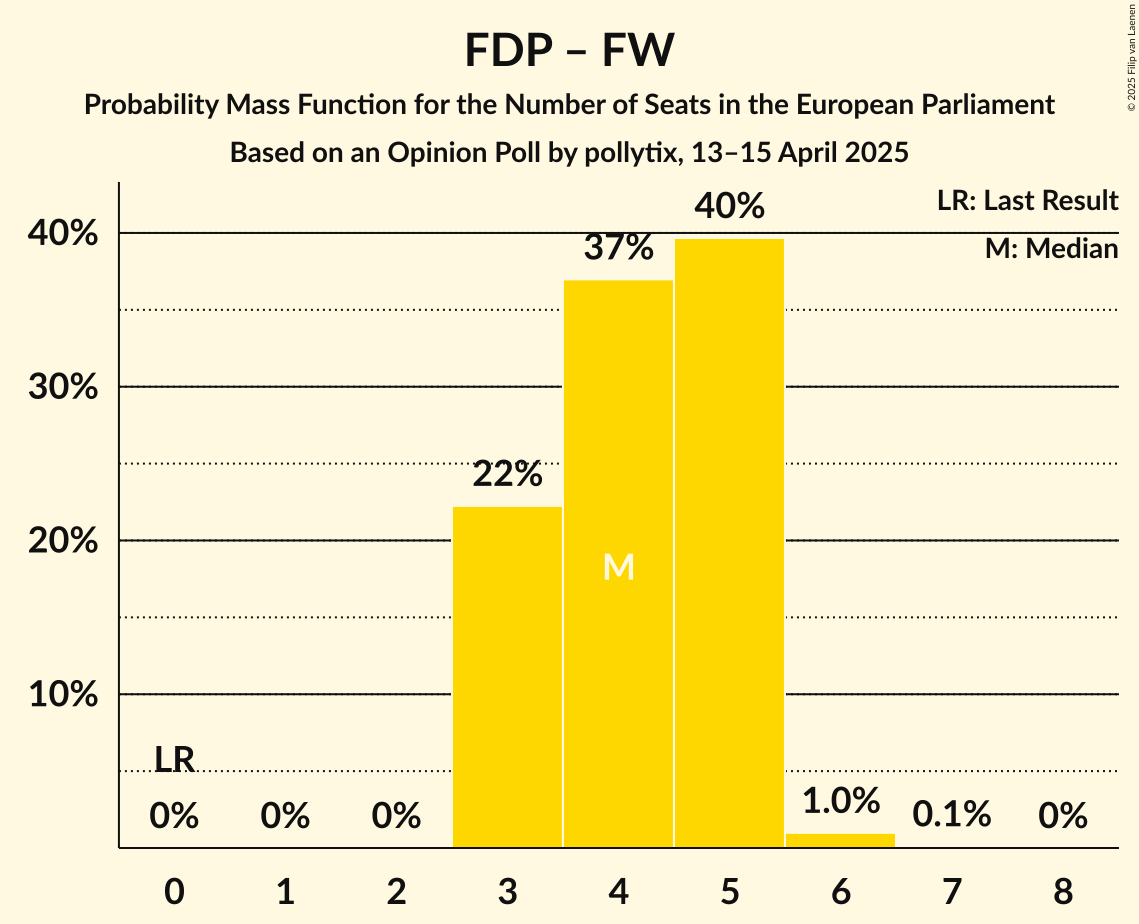 FDP – FW
Probability Mass Function for the Number of Seats in the European Parliament
Based on an Opinion Poll by pollytix, 13–15 April 2025
© 2025 Filip van Laenen
LR: Last Result
M: Median
40%
30%
20%
10%
40%
37%
22%
M
LR
0%
0%
0%
1.0%
0.1%
0%
0
1
2
3
4
5
6
7
8